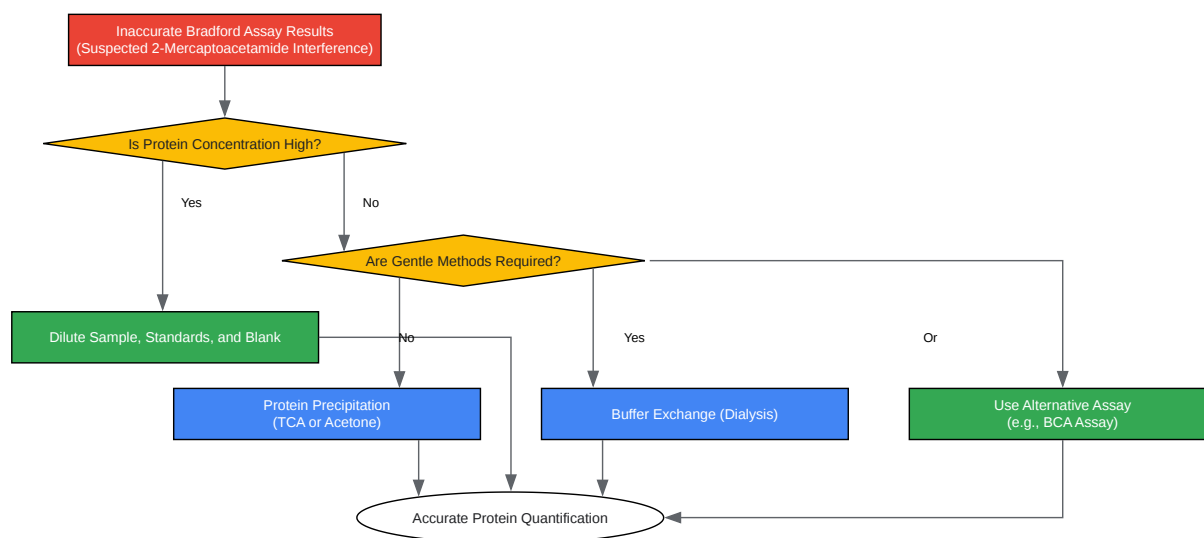 Inaccurate Bradford Assay Results
(Suspected 2-Mercaptoacetamide Interference)
Is Protein Concentration High?
Yes
No
Are Gentle Methods Required?
Dilute Sample, Standards, and Blank
No
Yes
Or
Protein Precipitation
(TCA or Acetone)
Buffer Exchange (Dialysis)
Use Alternative Assay
(e.g., BCA Assay)
Accurate Protein Quantification